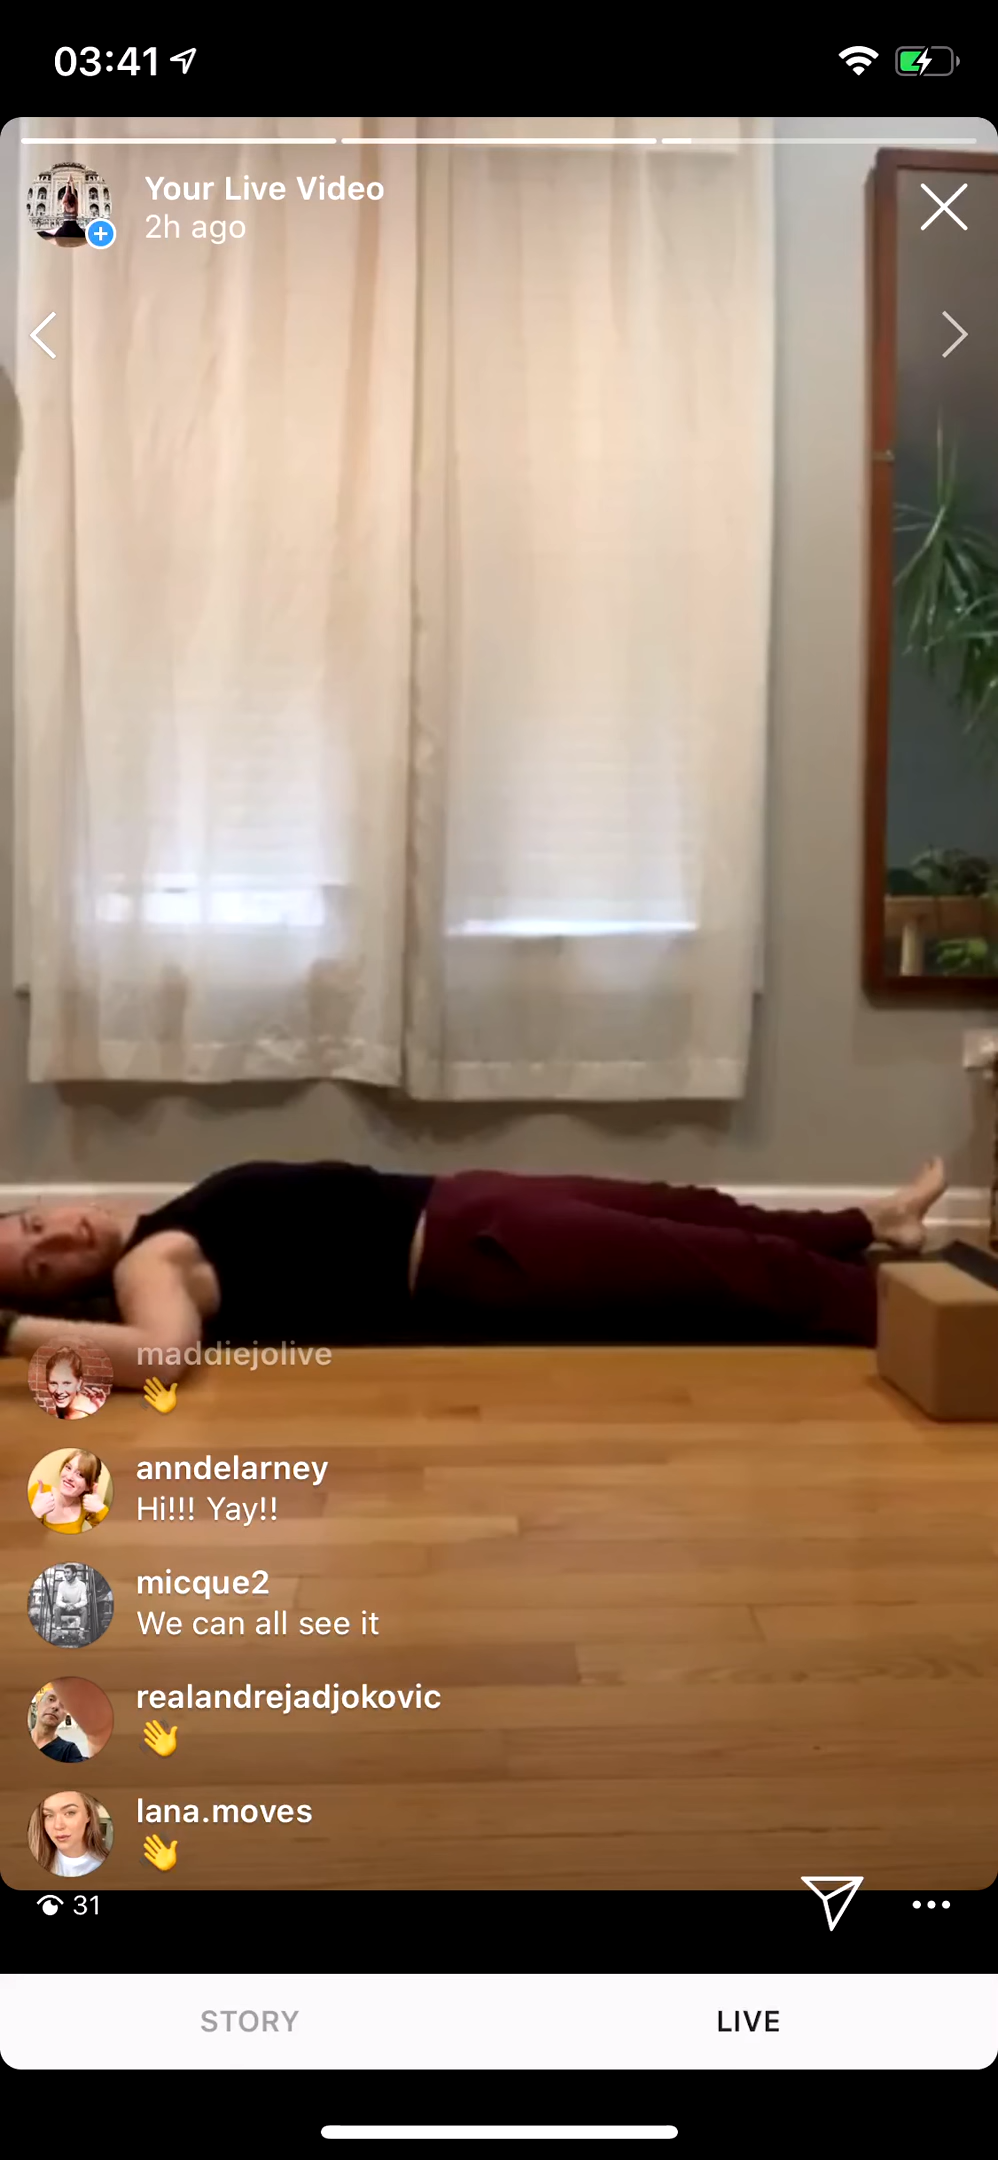 03:41
Your Live Video
2h ago
maddiejolive
👋
anndelarney
Hi!!! Yay!!
micque2
We can all see it
realandrejadjokovic
👋
lana.moves
👋
31
STORY
LIVE